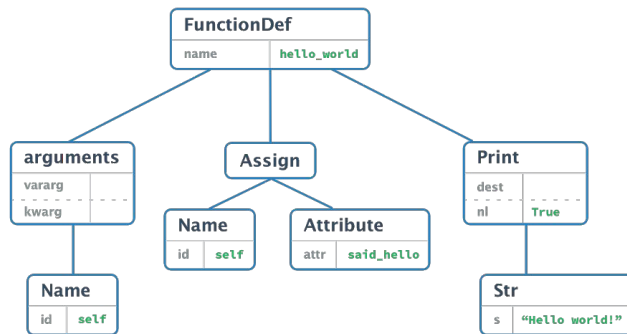 FunctionDef
name hello_world
arguments
vararg
kwarg
Assign
Print
dest
nl True
Name
id self
Attribute
attr said_hello
Name
id self
Str
s “Hello world!”